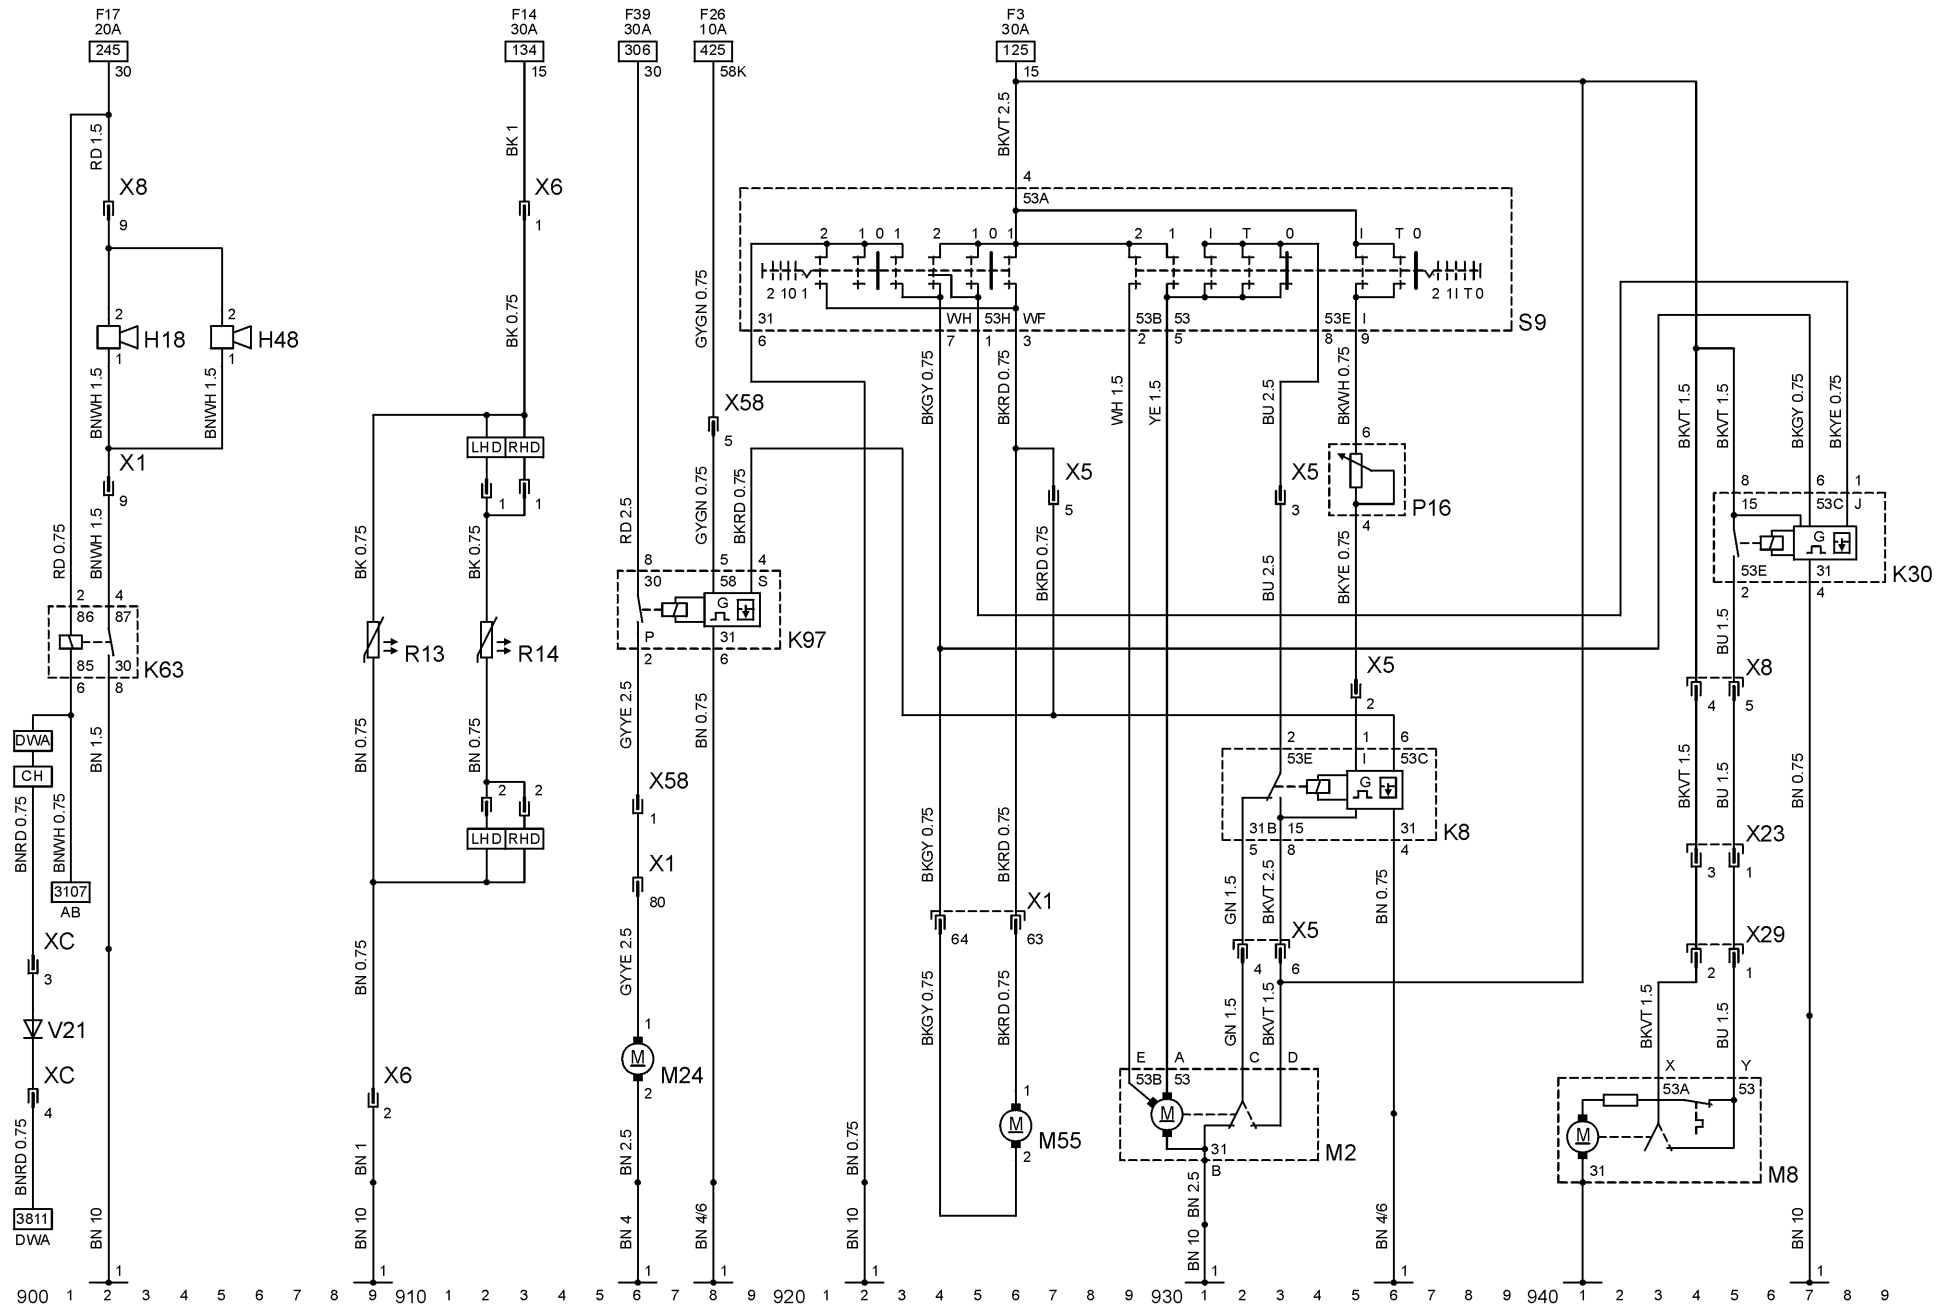 F17 F14 F39 F26 F3
20A 30A 30A 10A 30A
245 134 306 425 125
30 15 30 58K 15
RD 1.5
BK 1
BKVT 2.5
X8
9
X6
1
4
53A
2 1 0 1 2 1 0 1 2 1 I T 0 I T 0
2 10 1
2 1I T 0
31 WH 53H WF 53B 53 53E I
S9
6 7 1 3 2 5 8 9
GYGN 0.75
BK 0.75
2
H18
1
2
H48
1
BNWH 1.5
BNWH 1.5
BKGY 0.75
BKRD 0.75
WH 1.5
YE 1.5
BU 2.5
BKWH 0.75
BKVT 1.5
BKVT 1.5
BKGY 0.75
BKYE 0.75
X58
5
X1
9
LHD RHD
1 1
X5
5
X5
3
6
P16
4
8 6 1
15 53C J
G
53E 31
K30
2 4
RD 0.75
BNWH 1.5
BK 0.75
BK 0.75
RD 2.5
GYGN 0.75
BKRD 0.75
BKRD 0.75
BU 2.5
BKYE 0.75
2 4
86 87
85 30
K63
6 8
R13
R14
8 5 4
30 58 S
G
P 31
K97
2 6
BU 1.5
X5
2
X8
4 5
DWA
CH
BN 1.5
BN 0.75
BN 0.75
GYYE 2.5
BN 0.75
2 1 6
53E I 53C
G
31B 15 31
K8
5 8 4
BKVT 1.5
BU 1.5
BN 0.75
X58
1
2 2
LHD RHD
BNRD 0.75
BNWH 0.75
3107
AB
X1
80
BKGY 0.75
BKRD 0.75
GN 1.5
BKVT 2.5
BN 0.75
X23
3 1
X1
64 63
X5
4 6
X29
2 1
XC
3
BN 0.75
GYYE 2.5
BKGY 0.75
BKRD 0.75
GN 1.5
BKVT 1.5
BKVT 1.5
BU 1.5
V21
XC
4
X6
2
1
M
M24
2
1
M
M55
2
E A C D
53B 53
M
31
M2
B
X Y
53A 53
M
31
M8
BNRD 0.75
3811
DWA
BN 1
BN 2.5
BN 0.75
BN 2.5
BN 10
BN 10
BN 4
BN 4/6
BN 10
BN 10
BN 4/6
BN 10
1 1 1 1 1 1 1 1 1
900 1 2 3 4 5 6 7 8 9 910 1 2 3 4 5 6 7 8 9 920 1 2 3 4 5 6 7 8 9 930 1 2 3 4 5 6 7 8 9 940 1 2 3 4 5 6 7 8 9